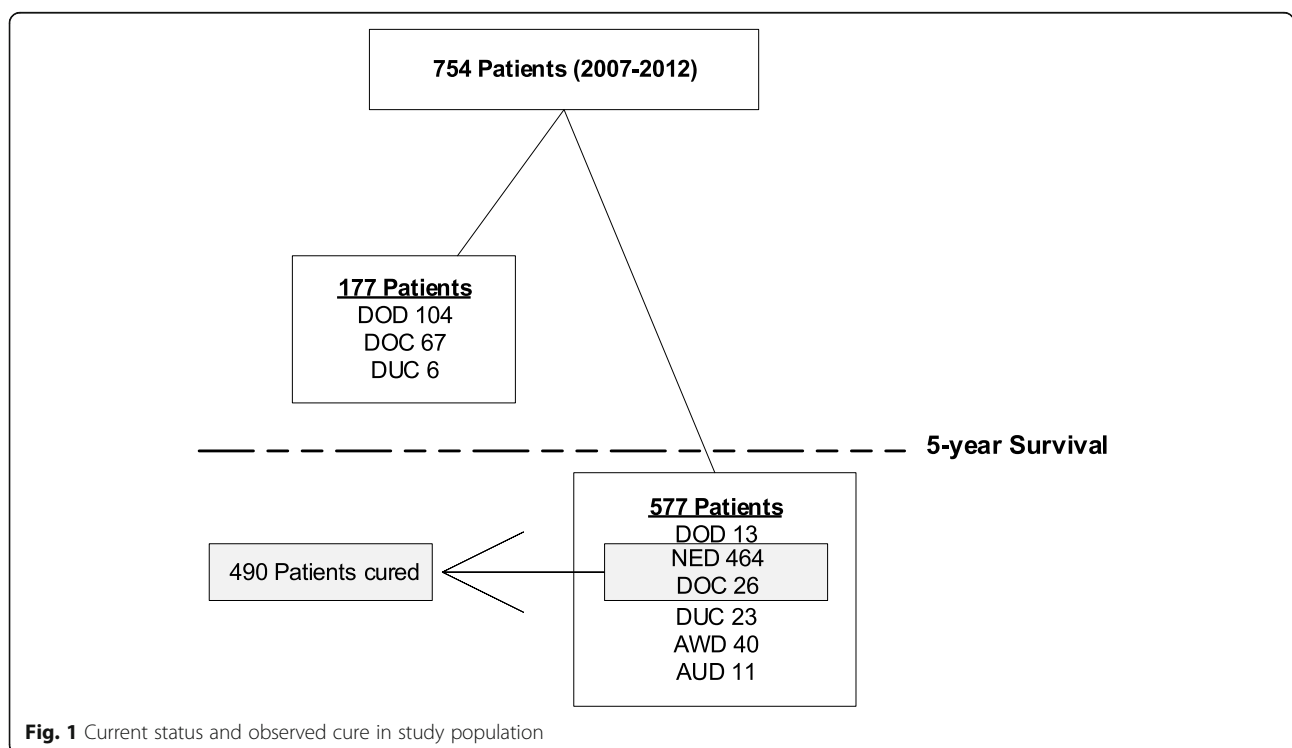 754 Patients (2007-2012)
177 Patients
DOD 104
DOC 67
DUC 6
5-year Survival
577 Patients
DOD 13
NED 464
DOC 26
DUC 23
AWD 40
AUD 11
490 Patients cured
Fig. 1 Current status and observed cure in study population